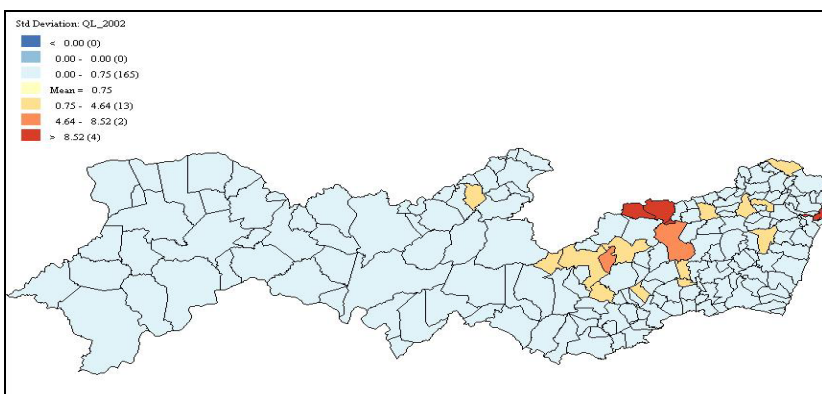 Std Deviation: QL_2002
< 0.00 (0)
0.00 - 0.00 (0)
0.00 - 0.75 (165)
Mean = 0.75
0.75 - 4.64 (13)
4.64 - 8.52 (2)
> 8.52 (4)